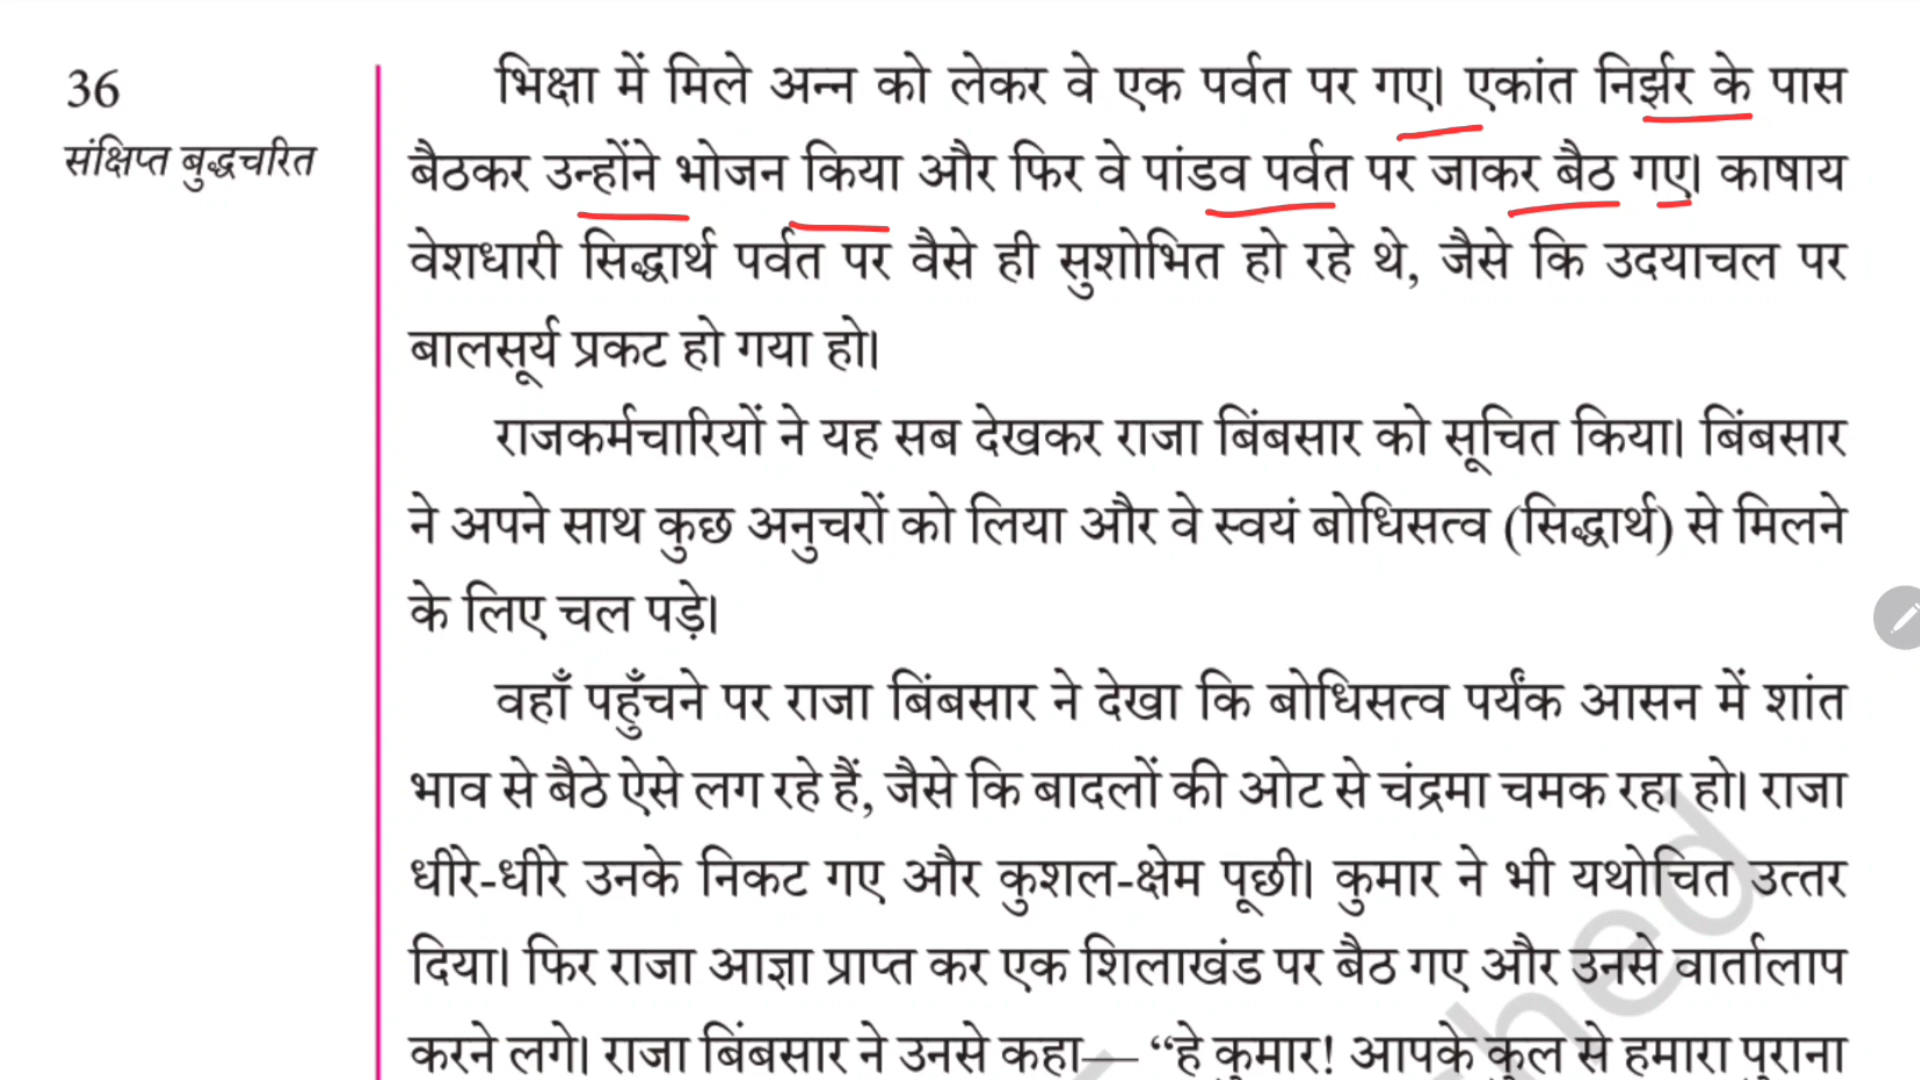 36
संक्षिप्त बुद्धचरित
भिक्षा में मिले अन्न को लेकर वे एक पर्वत पर गए। एकांत निर्झर के पास
बैठकर उन्होंने भोजन किया और फिर वे पांडव पर्वत पर जाकर बैठ गए। काषाय
वेशधारी सिद्धार्थ पर्वत पर वैसे ही सुशोभित हो रहे थे, जैसे कि उदयाचल पर
बालसूर्य प्रकट हो गया हो।
राजकर्मचारियों ने यह सब देखकर राजा बिंबसार को सूचित किया। बिंबसार
ने अपने साथ कुछ अनुचरों को लिया और वे स्वयं बोधिसत्व (सिद्धार्थ) से मिलने
के लिए चल पड़े।
वहाँ पहुँचने पर राजा बिंबसार ने देखा कि बोधिसत्व पर्यंक आसन में शांत
भाव से बैठे ऐसे लग रहे हैं, जैसे कि बादलों की ओट से चंद्रमा चमक रहा हो। राजा
धीरे-धीरे उनके निकट गए और कुशल-क्षेम पूछी। कुमार ने भी यथोचित उत्तर
दिया। फिर राजा आज्ञा प्राप्त कर एक शिलाखंड पर बैठ गए और उनसे वार्तालाप
करने लगे। राजा बिंबसार ने उनसे कहा— “हे कुमार! आपके कुल से हमारा पुराना